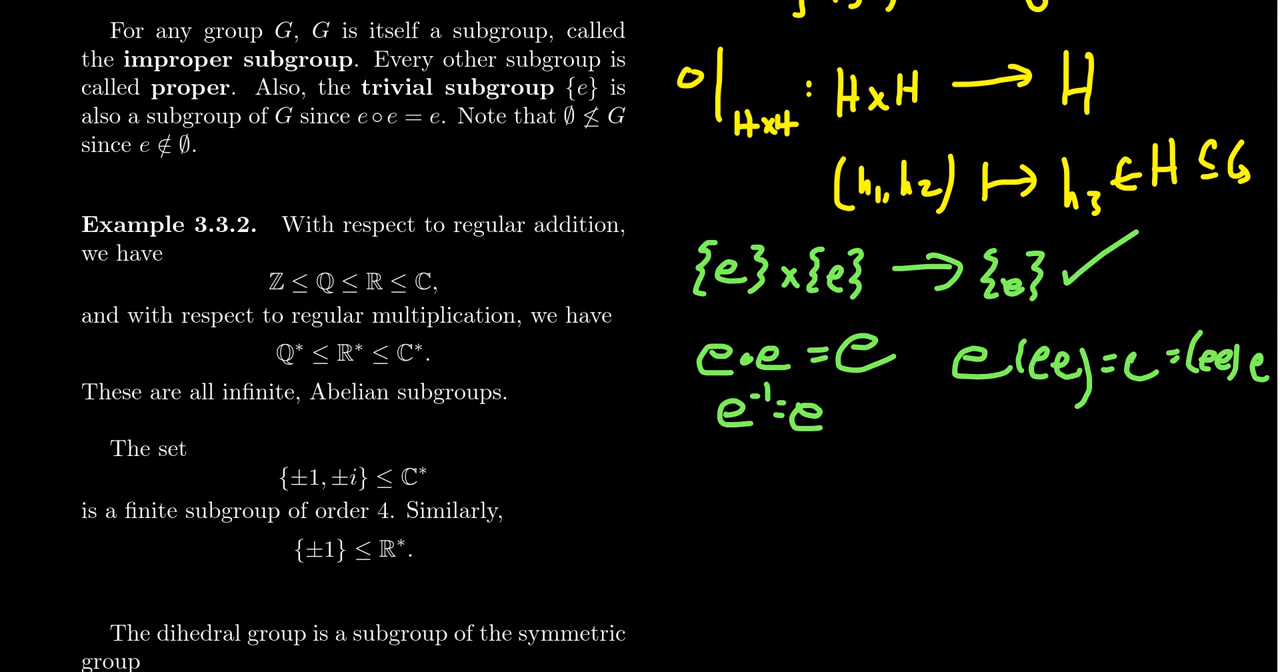 For any group G, G is itself a subgroup, called
the improper subgroup. Every other subgroup is
called proper. Also, the trivial subgroup {e} is
also a subgroup of G since e ∘ e = e. Note that ∅ ≰ G
since e ∉ ∅.
Example 3.3.2. With respect to regular addition,
we have
ℤ ≤ ℚ ≤ ℝ ≤ ℂ,
and with respect to regular multiplication, we have
ℚ* ≤ ℝ* ≤ ℂ*.
These are all infinite, Abelian subgroups.
The set
{±1, ±i} ≤ ℂ*
is a finite subgroup of order 4. Similarly,
{±1} ≤ ℝ*.
The dihedral group is a subgroup of the symmetric
group
∘|_{H×H} : H×H ⟶ H
(h₁, h₂) ↦ h₃ ∈ H ⊆ G
{e}×{e} ⟶ {e} ✓
e∘e = e e(ee) = e = (ee)e
e⁻¹ = e